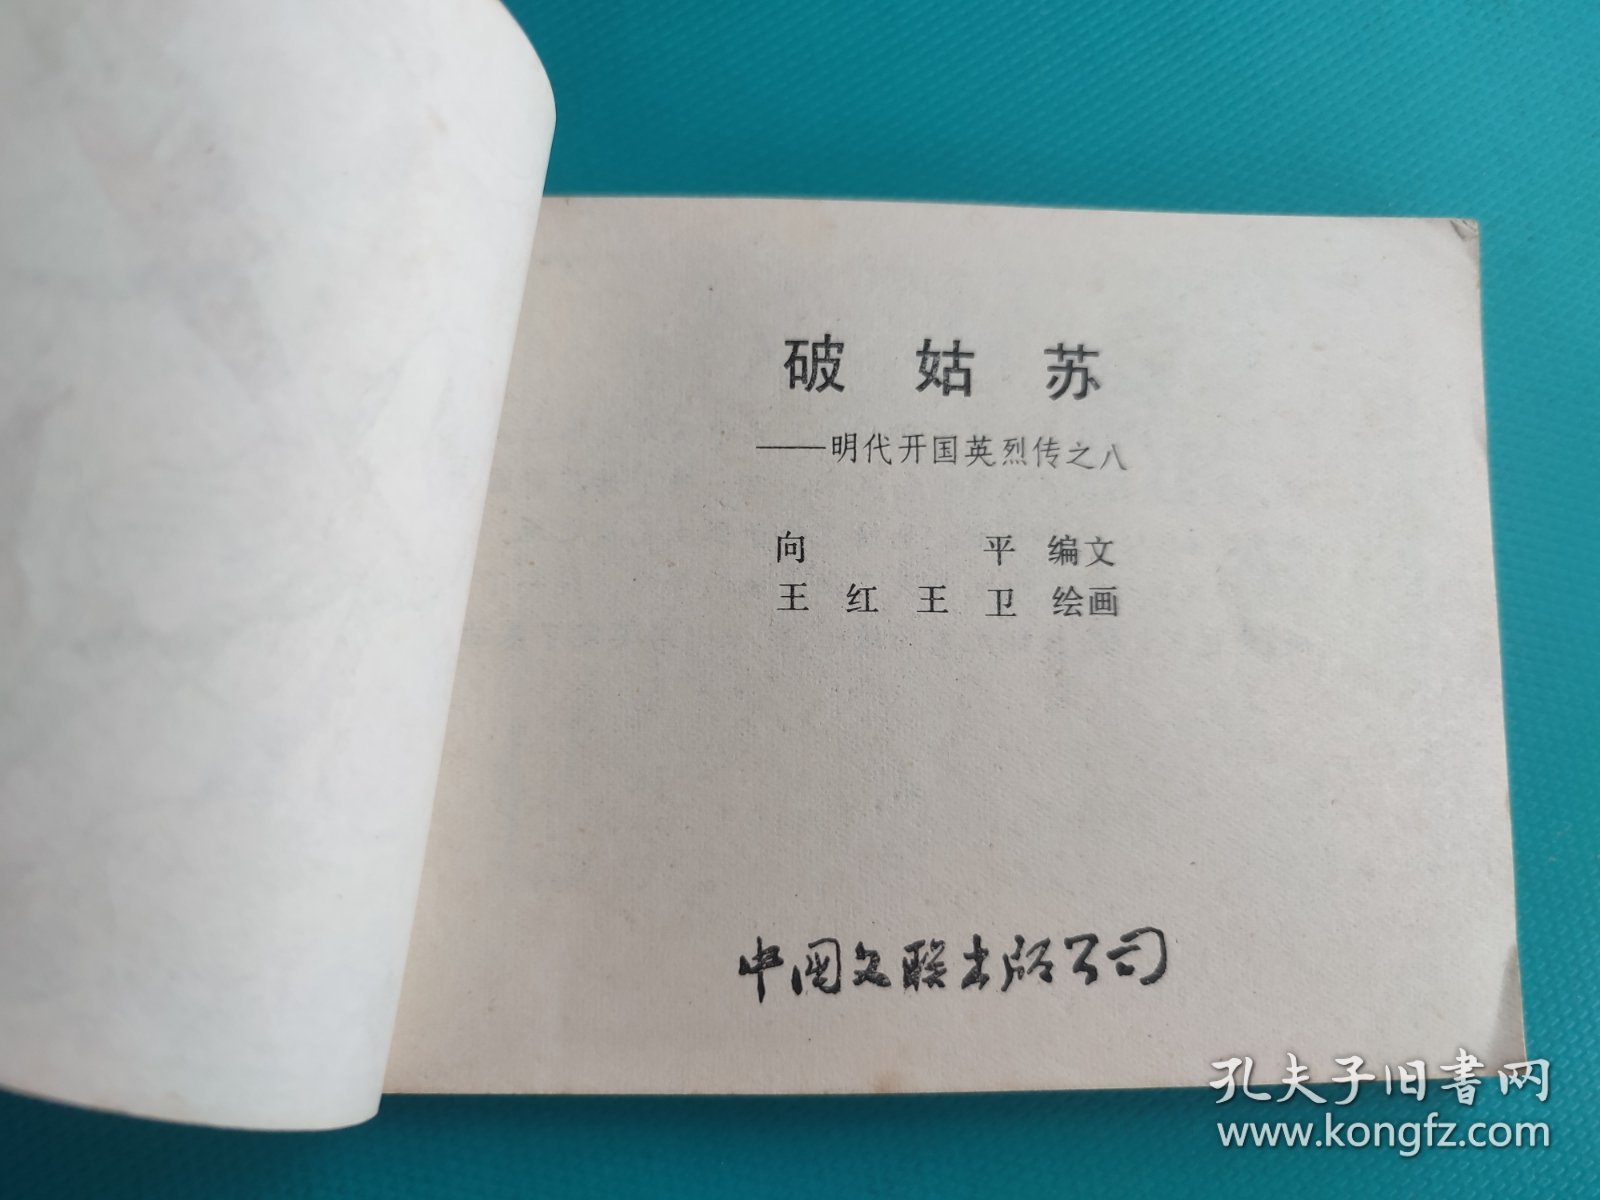 破姑苏
——明代开国英烈传之八
向平 编文
王红王卫 绘画
中国文联出版公司
孔夫子旧书网
www.kongfz.com